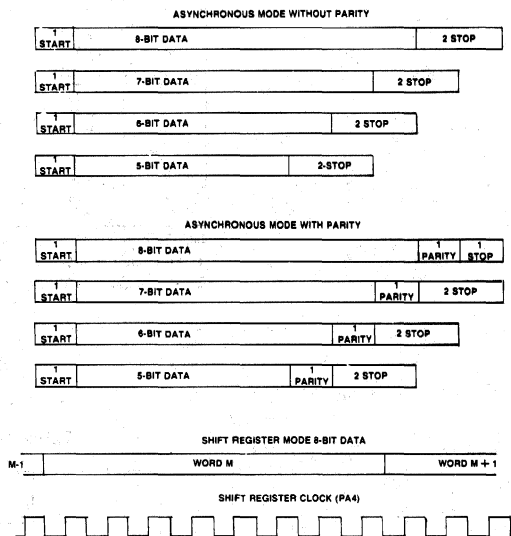 ASYNCHRONOUS MODE WITHOUT PARITY
1 START 8-BIT DATA 2 STOP
1 START 7-BIT DATA 2 STOP
1 START 6-BIT DATA 2 STOP
1 START 5-BIT DATA 2-STOP
ASYNCHRONOUS MODE WITH PARITY
1 START 8-BIT DATA 1 PARITY 1 STOP
1 START 7-BIT DATA 1 PARITY 2 STOP
1 START 6-BIT DATA 1 PARITY 2 STOP
1 START 5-BIT DATA 1 PARITY 2 STOP
SHIFT REGISTER MODE 8-BIT DATA
M-1 WORD M WORD M + 1
SHIFT REGISTER CLOCK (PA4)